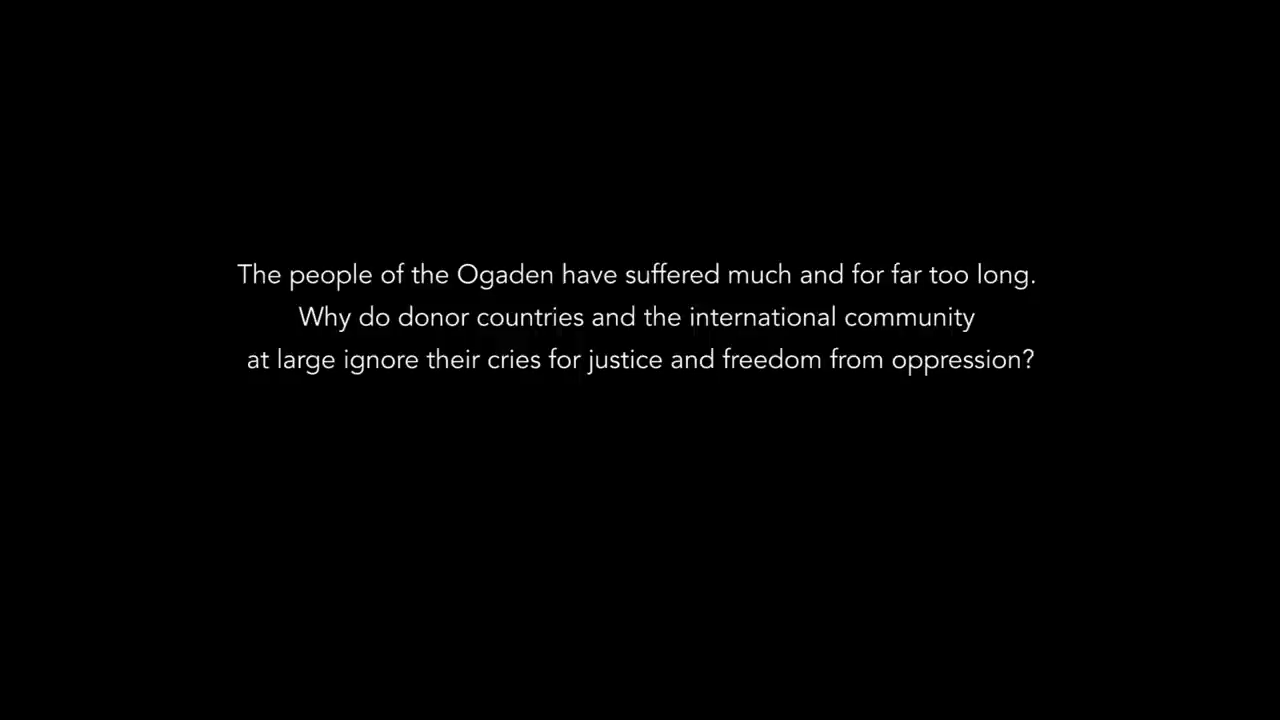 The people of the Ogaden have suffered much and for far too long.
Why do donor countries and the international community
at large ignore their cries for justice and freedom from oppression?